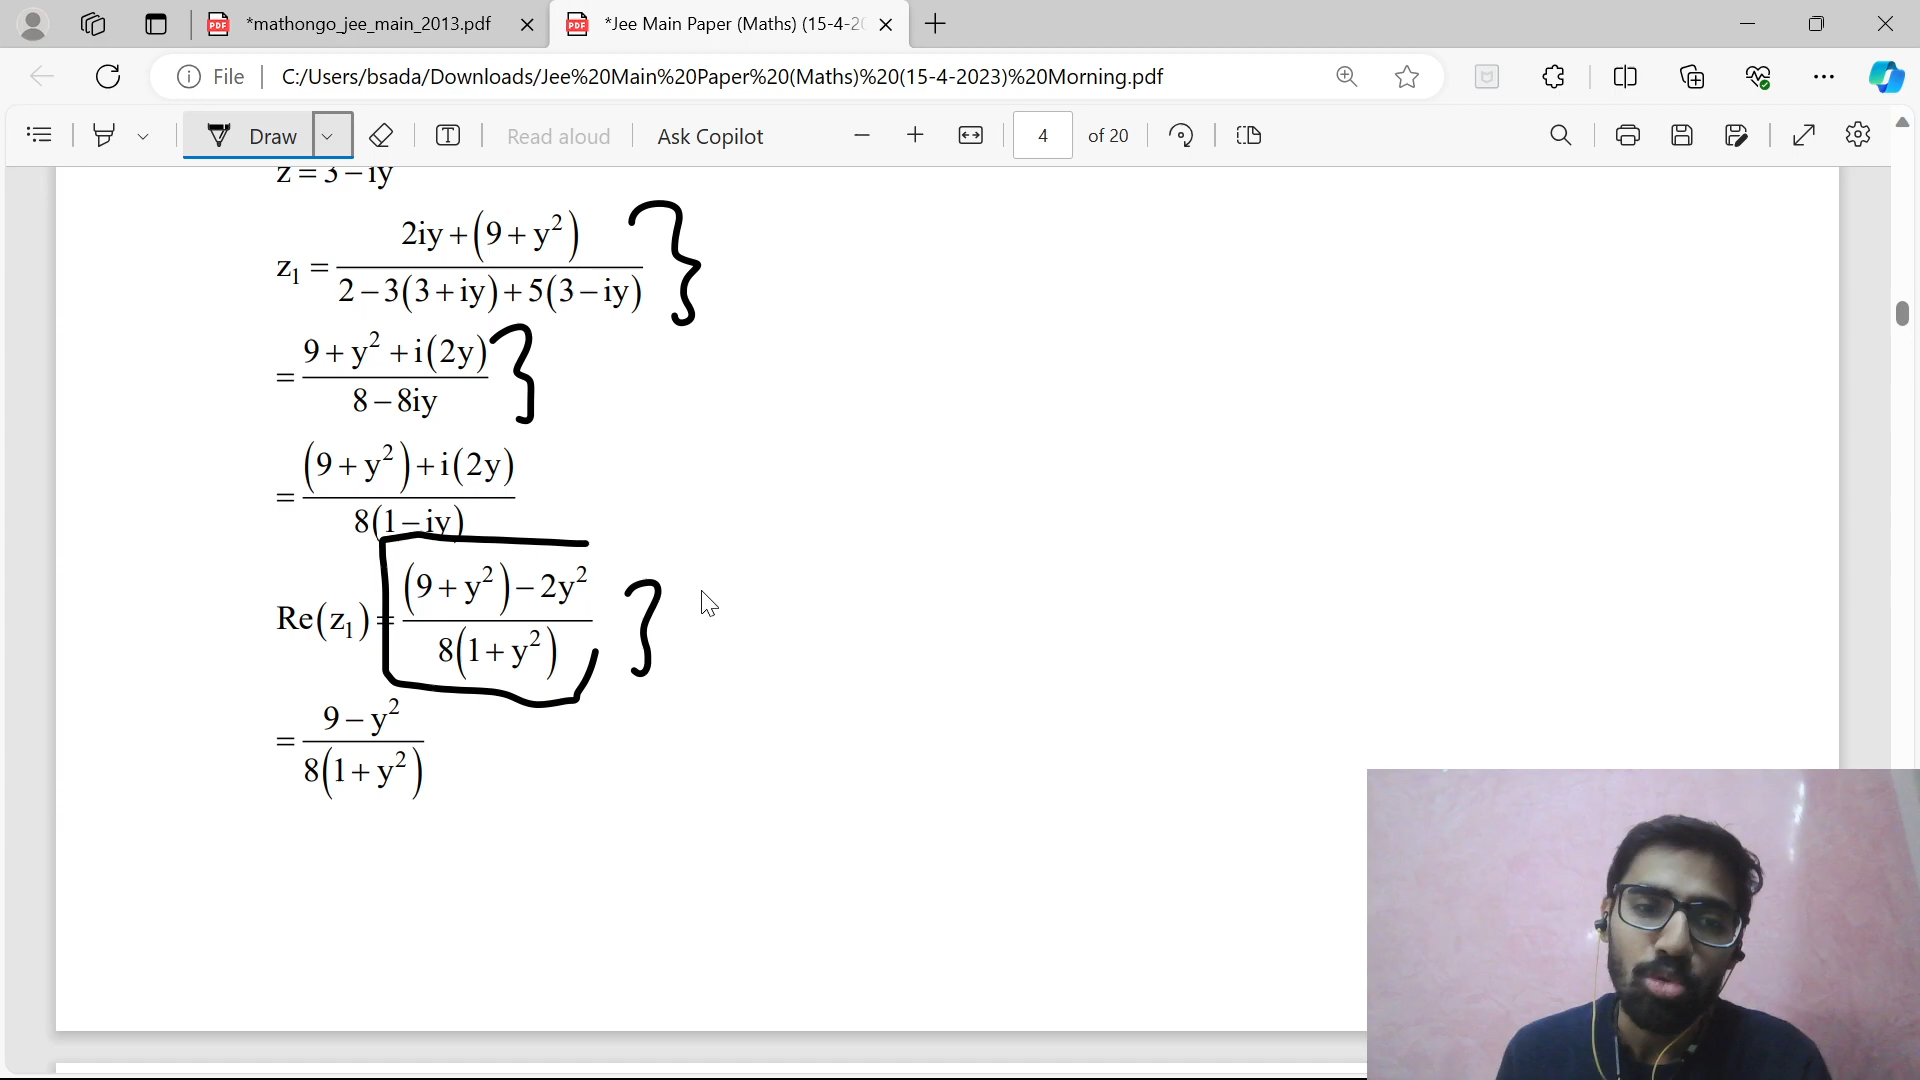 *mathongo_jee_main_2013.pdf
*Jee Main Paper (Maths) (15-4-20
File
C:/Users/bsada/Downloads/Jee%20Main%20Paper%20(Maths)%20(15-4-2023)%20Morning.pdf
Draw
Read aloud
Ask Copilot
4
of 20
z = 3 − iy
z₁ = (2iy + (9 + y²)) / (2 − 3(3 + iy) + 5(3 − iy))
= (9 + y² + i(2y)) / (8 − 8iy)
= ((9 + y²) + i(2y)) / (8(1 − iy))
Re(z₁) = ((9 + y²) − 2y²) / (8(1 + y²))
= (9 − y²) / (8(1 + y²))